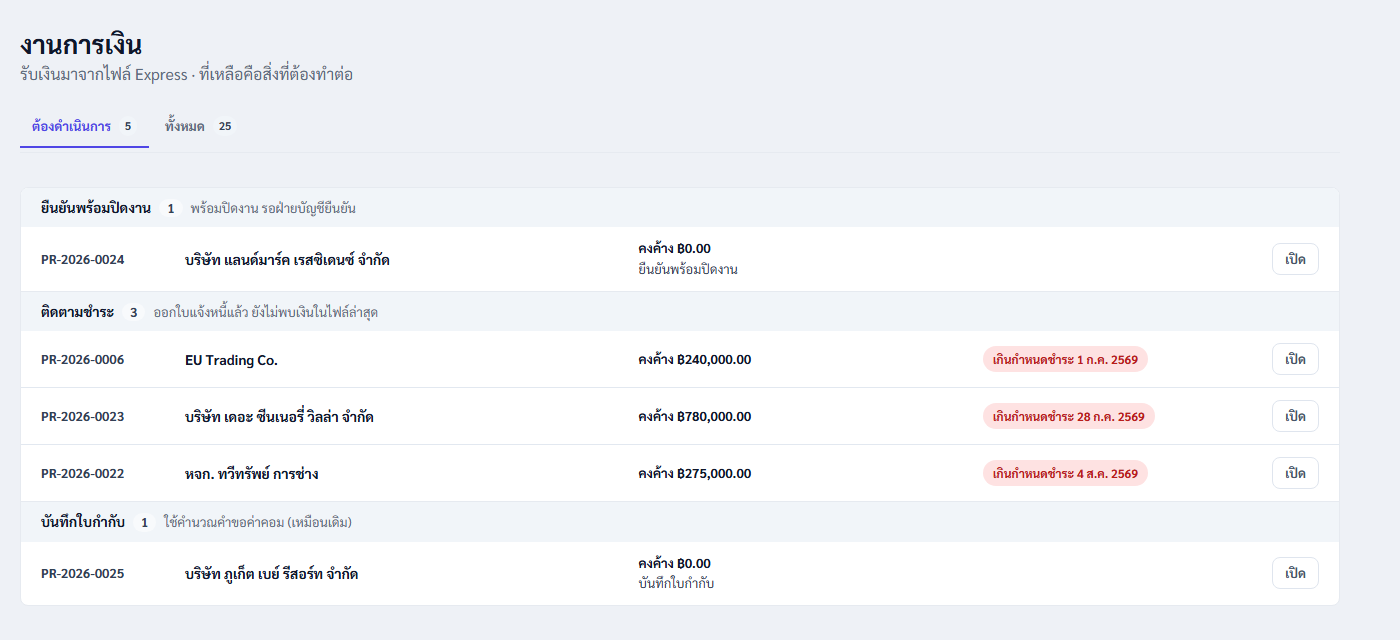 งานการเงิน
รับเงินมาจากไฟล์ Express · ที่เหลือคือสิ่งที่ต้องทำต่อ
ต้องดำเนินการ 5 ทั้งหมด 25
ยืนยันพร้อมปิดงาน 1 พร้อมปิดงาน รอฝ่ายบัญชียืนยัน
PR-2026-0024 บริษัท แลนด์มาร์ค เรสซิเดนซ์ จำกัด คงค้าง ฿0.00 เปิด
ยืนยันพร้อมปิดงาน
ติดตามชำระ 3 ออกใบแจ้งหนี้แล้ว ยังไม่พบเงินในไฟล์ล่าสุด
PR-2026-0006 EU Trading Co. คงค้าง ฿240,000.00 เกินกำหนดชำระ 1 ก.ค. 2569 เปิด
PR-2026-0023 บริษัท เดอะ ซีนเนอรี่ วิลล่า จำกัด คงค้าง ฿780,000.00 เกินกำหนดชำระ 28 ก.ค. 2569 เปิด
PR-2026-0022 หจก. ทวีทรัพย์ การช่าง คงค้าง ฿275,000.00 เกินกำหนดชำระ 4 ส.ค. 2569 เปิด
บันทึกใบกำกับ 1 ใช้คำนวณคำขอค่าคอม (เหมือนเดิม)
PR-2026-0025 บริษัท ภูเก็ต เบย์ รีสอร์ท จำกัด คงค้าง ฿0.00 เปิด
บันทึกใบกำกับ